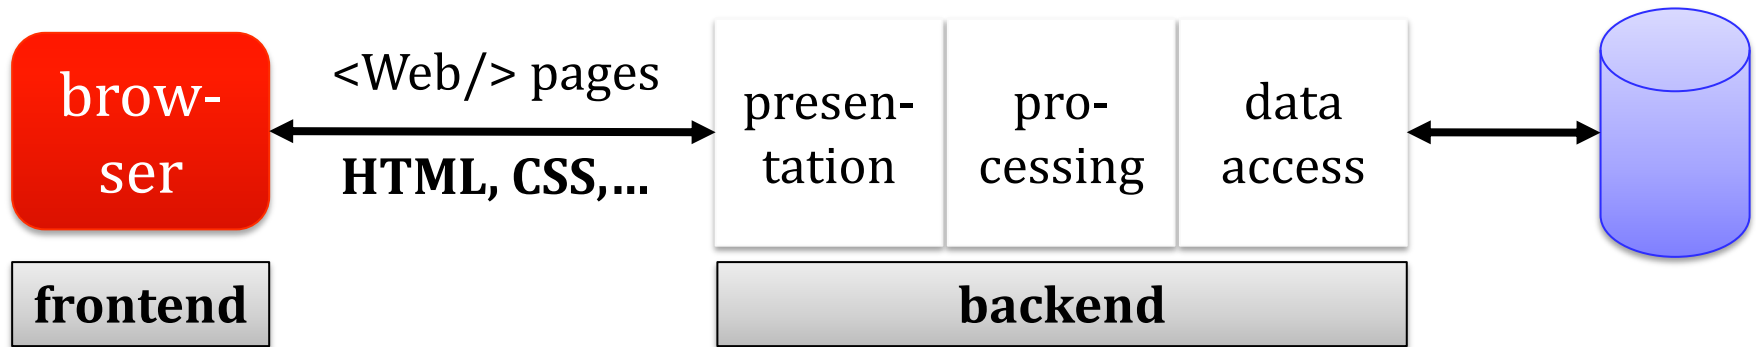 brow-
ser
<Web/> pages
HTML, CSS,...
presen-
tation
pro-
cessing
data
access
frontend
backend